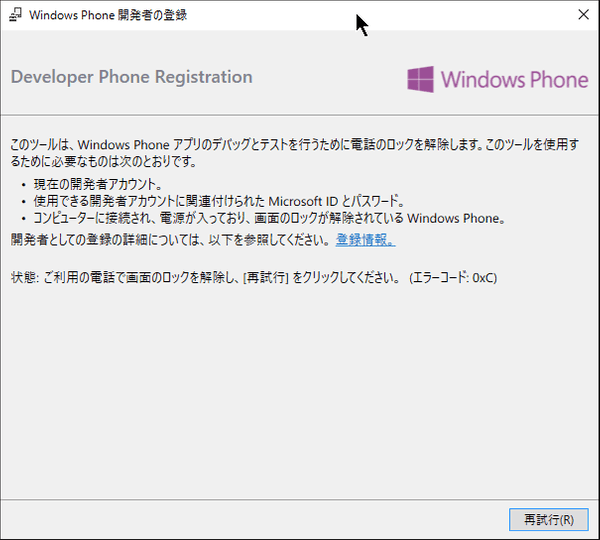 Windows Phone 開発者の登録
Developer Phone Registration
Windows Phone
このツールは、Windows Phone アプリのデバッグとテストを行うために電話のロックを解除します。このツールを使用す
るために必要なものは次のとおりです。
• 現在の開発者アカウント。
• 使用できる開発者アカウントに関連付けられた Microsoft ID とパスワード。
• コンピューターに接続され、電源が入っており、画面のロックが解除されている Windows Phone。
開発者としての登録の詳細については、以下を参照してください。 登録情報。
状態: ご利用の電話で画面のロックを解除し、[再試行] をクリックしてください。 (エラーコード: 0xC)
再試行(R)